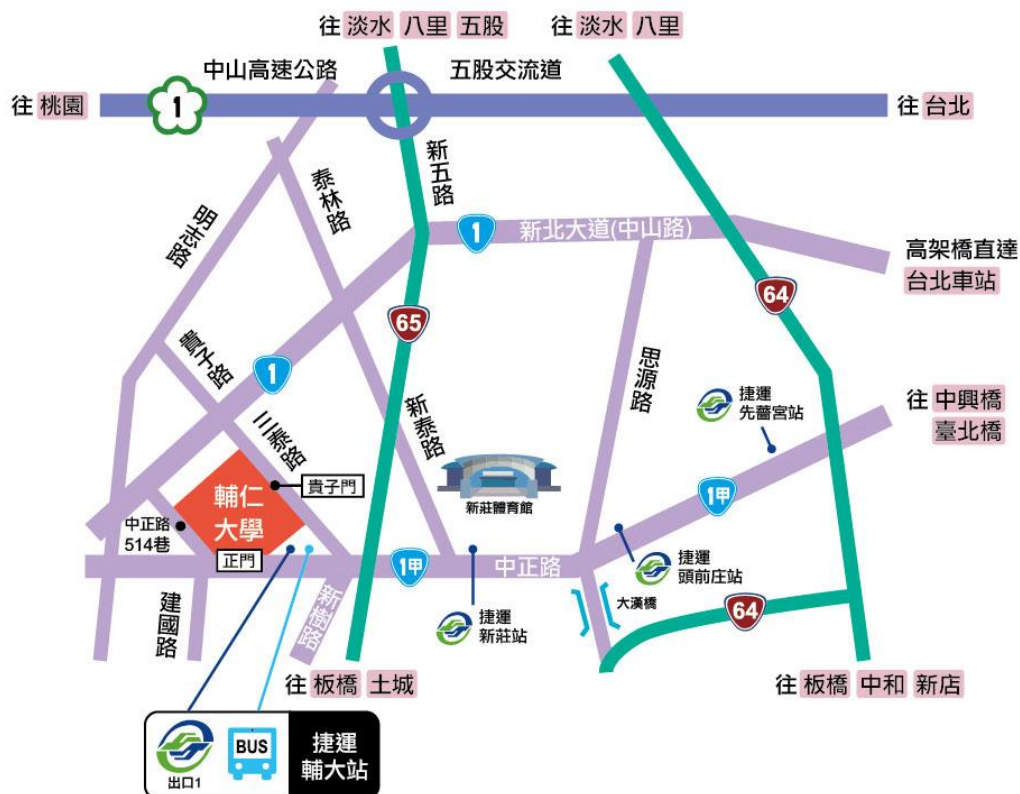 往 淡水 八里 五股
往 淡水 八里
中山高速公路
五股交流道
往 桃園
1
往 台北
新五路
泰林路
明志路
1
新北大道(中山路)
高架橋直達
台北車站
65
64
貴子路
1
思源路
新泰路
捷運
先嗇宮站
往 中興橋
臺北橋
三泰路
新莊體育館
1甲
輔仁
大學
貴子門
中正路
514巷
正門
1甲
中正路
捷運
頭前庄站
建國路
新樹路
捷運
新莊站
大漢橋
64
往 板橋 土城
往 板橋 中和 新店
出口1
BUS
捷運
輔大站